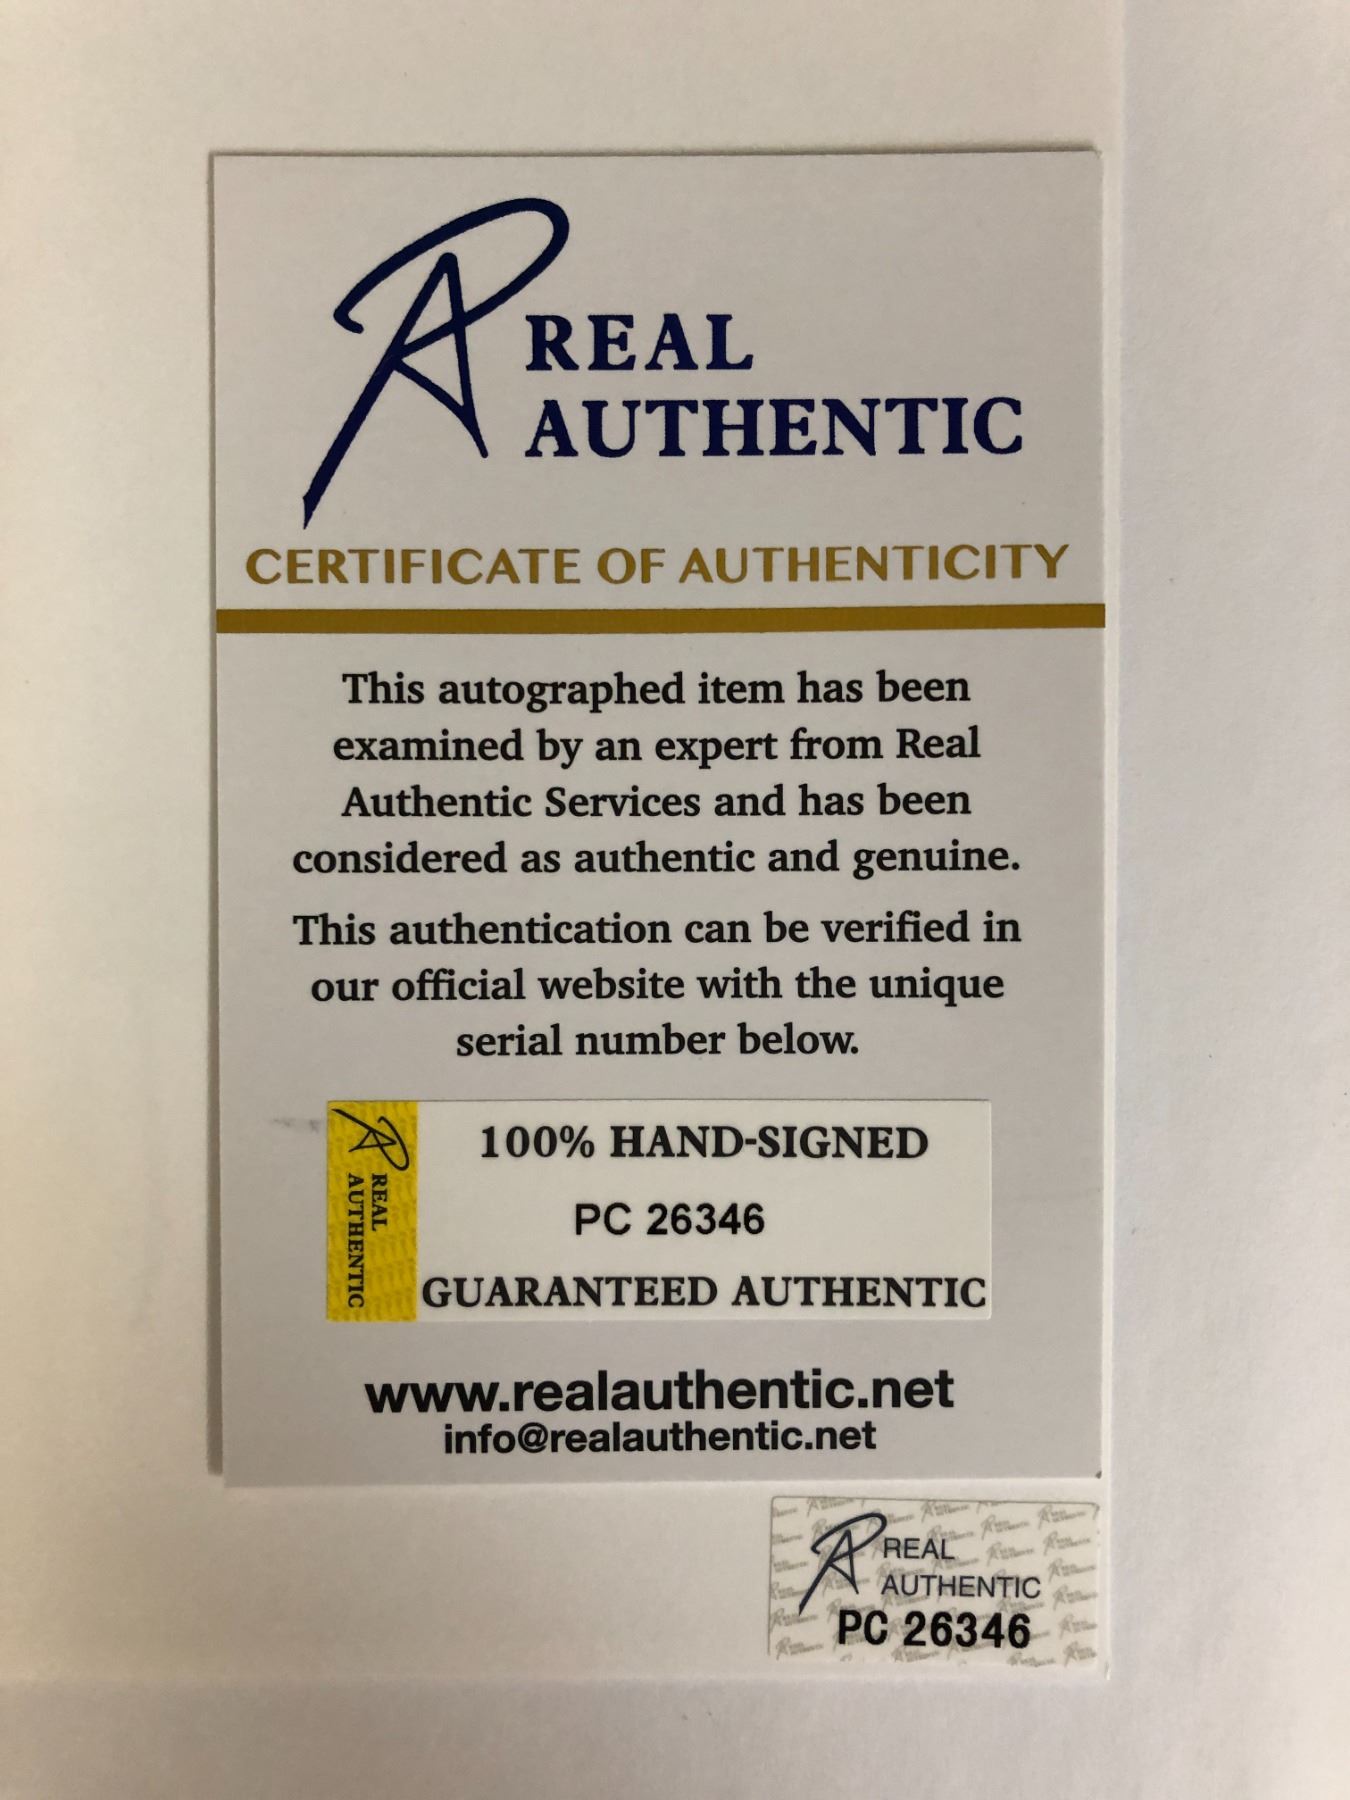 REAL
AUTHENTIC
CERTIFICATE OF AUTHENTICITY
This autographed item has been
examined by an expert from Real
Authentic Services and has been
considered as authentic and genuine.
This authentication can be verified in
our official website with the unique
serial number below.
REAL
AUTHENTIC
100% HAND-SIGNED
PC 26346
GUARANTEED AUTHENTIC
www.realauthentic.net
info@realauthentic.net
REAL
AUTHENTIC
PC 26346